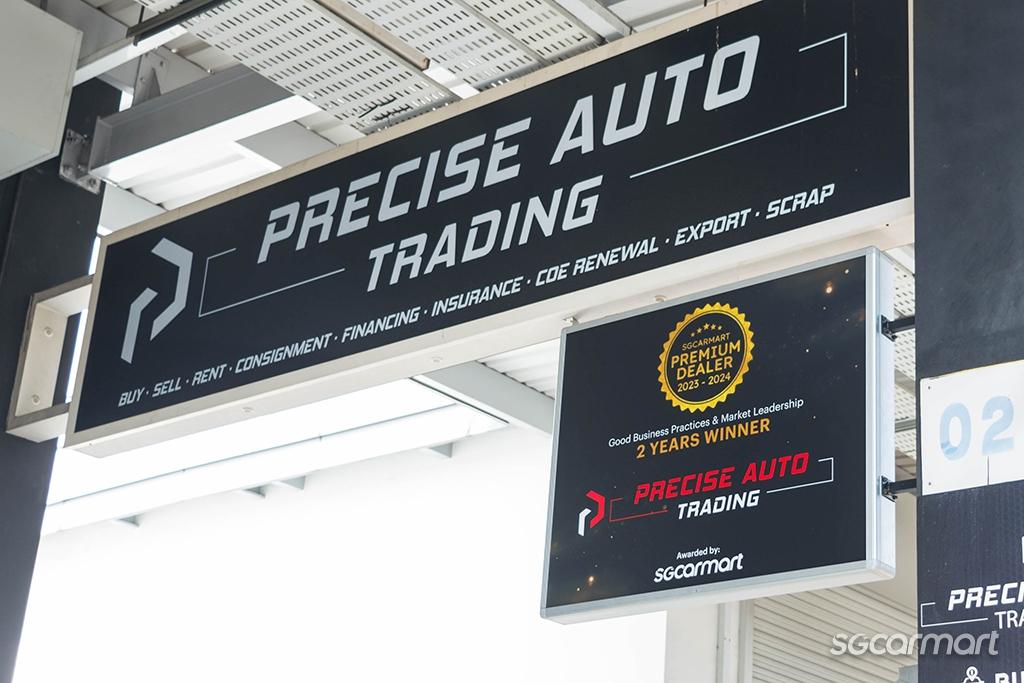 PRECISE AUTO
TRADING
BUY · SELL · RENT · CONSIGNMENT · FINANCING · INSURANCE · COE RENEWAL · EXPORT · SCRAP
SGCARMART
PREMIUM
DEALER
2023 - 2024
Good Business Practices & Market Leadership
2 YEARS WINNER
PRECISE AUTO
TRADING
Awarded by:
sgcarmart
02
sgcarmart